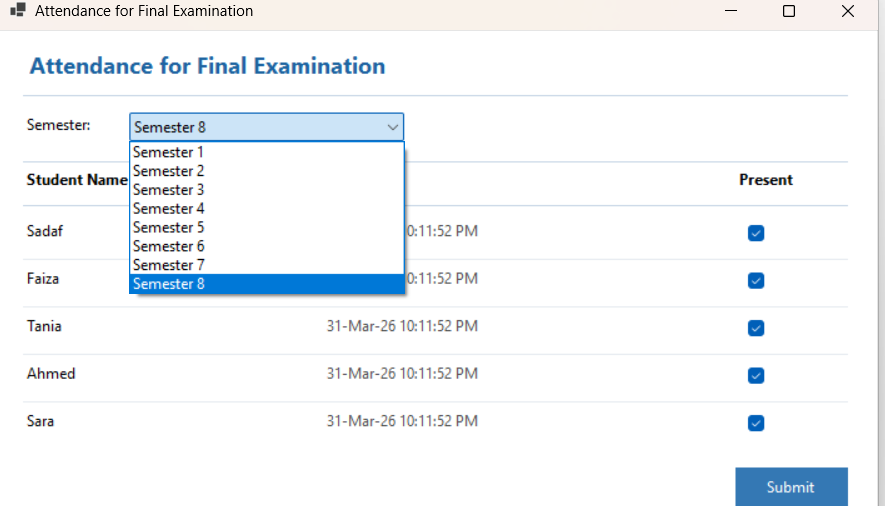 Attendance for Final Examination
Attendance for Final Examination
Semester: Semester 8
Semester 1
Semester 2
Semester 3
Semester 4
Semester 5
Semester 6
Semester 7
Semester 8
Student Name Present
Sadaf 0:11:52 PM
Faiza 0:11:52 PM
Tania 31-Mar-26 10:11:52 PM
Ahmed 31-Mar-26 10:11:52 PM
Sara 31-Mar-26 10:11:52 PM
Submit